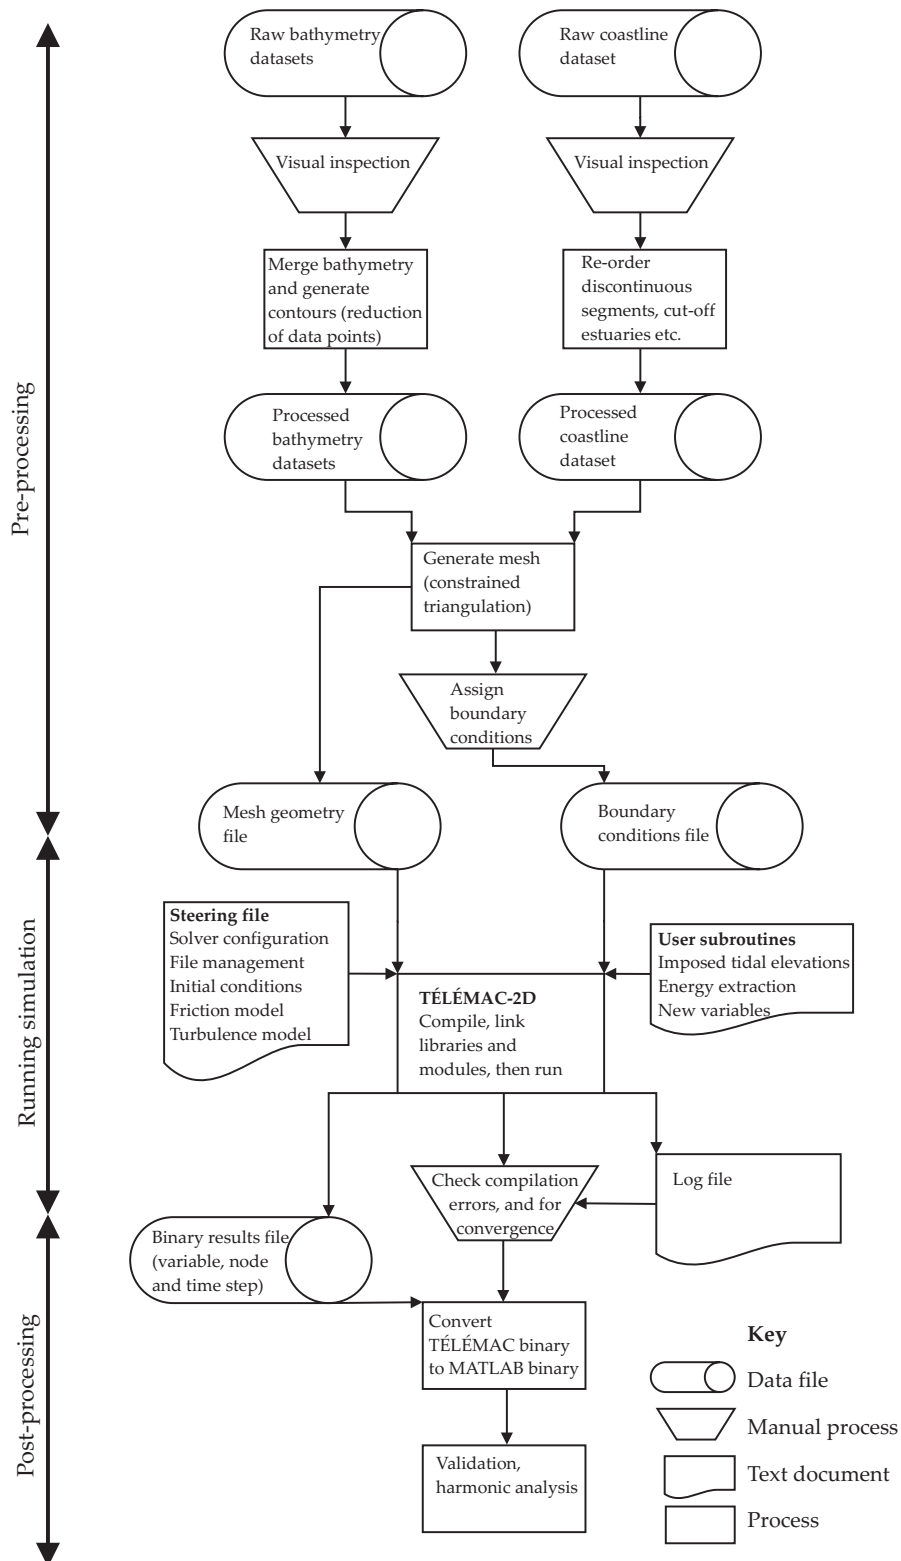 Raw bathymetry
datasets
Raw coastline
dataset
Visual inspection
Visual inspection
Merge bathymetry
and generate
contours (reduction
of data points)
Re-order
discontinuous
segments, cut-off
estuaries etc.
Pre-processing
Processed
bathymetry
datasets
Processed
coastline
dataset
Generate mesh
(constrained
triangulation)
Assign
boundary
conditions
Mesh geometry
file
Boundary
conditions file
Running simulation
Steering file
Solver configuration
File management
Initial conditions
Friction model
Turbulence model
User subroutines
Imposed tidal elevations
Energy extraction
New variables
TÉLÉMAC-2D
Compile, link
libraries and
modules, then run
Check compilation
errors, and for
convergence
Log file
Binary results file
(variable, node
and time step)
Post-processing
Convert
TÉLÉMAC binary
to MATLAB binary
Validation,
harmonic analysis
Key
Data file
Manual process
Text document
Process